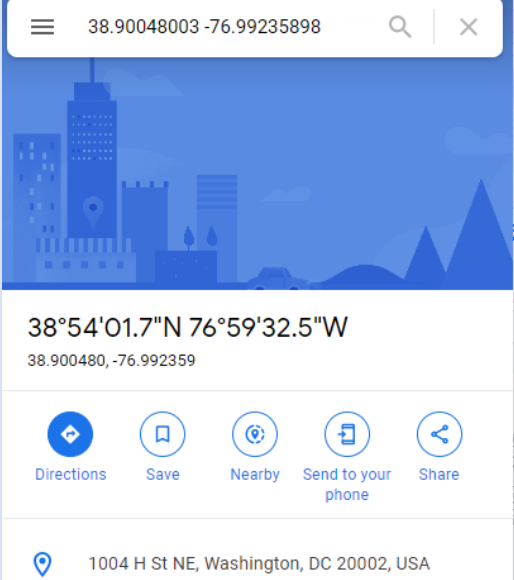 38.90048003 -76.99235898
38°54'01.7"N 76°59'32.5"W
38.900480, -76.992359
Directions
Save
Nearby
Send to your
phone
Share
1004 H St NE, Washington, DC 20002, USA